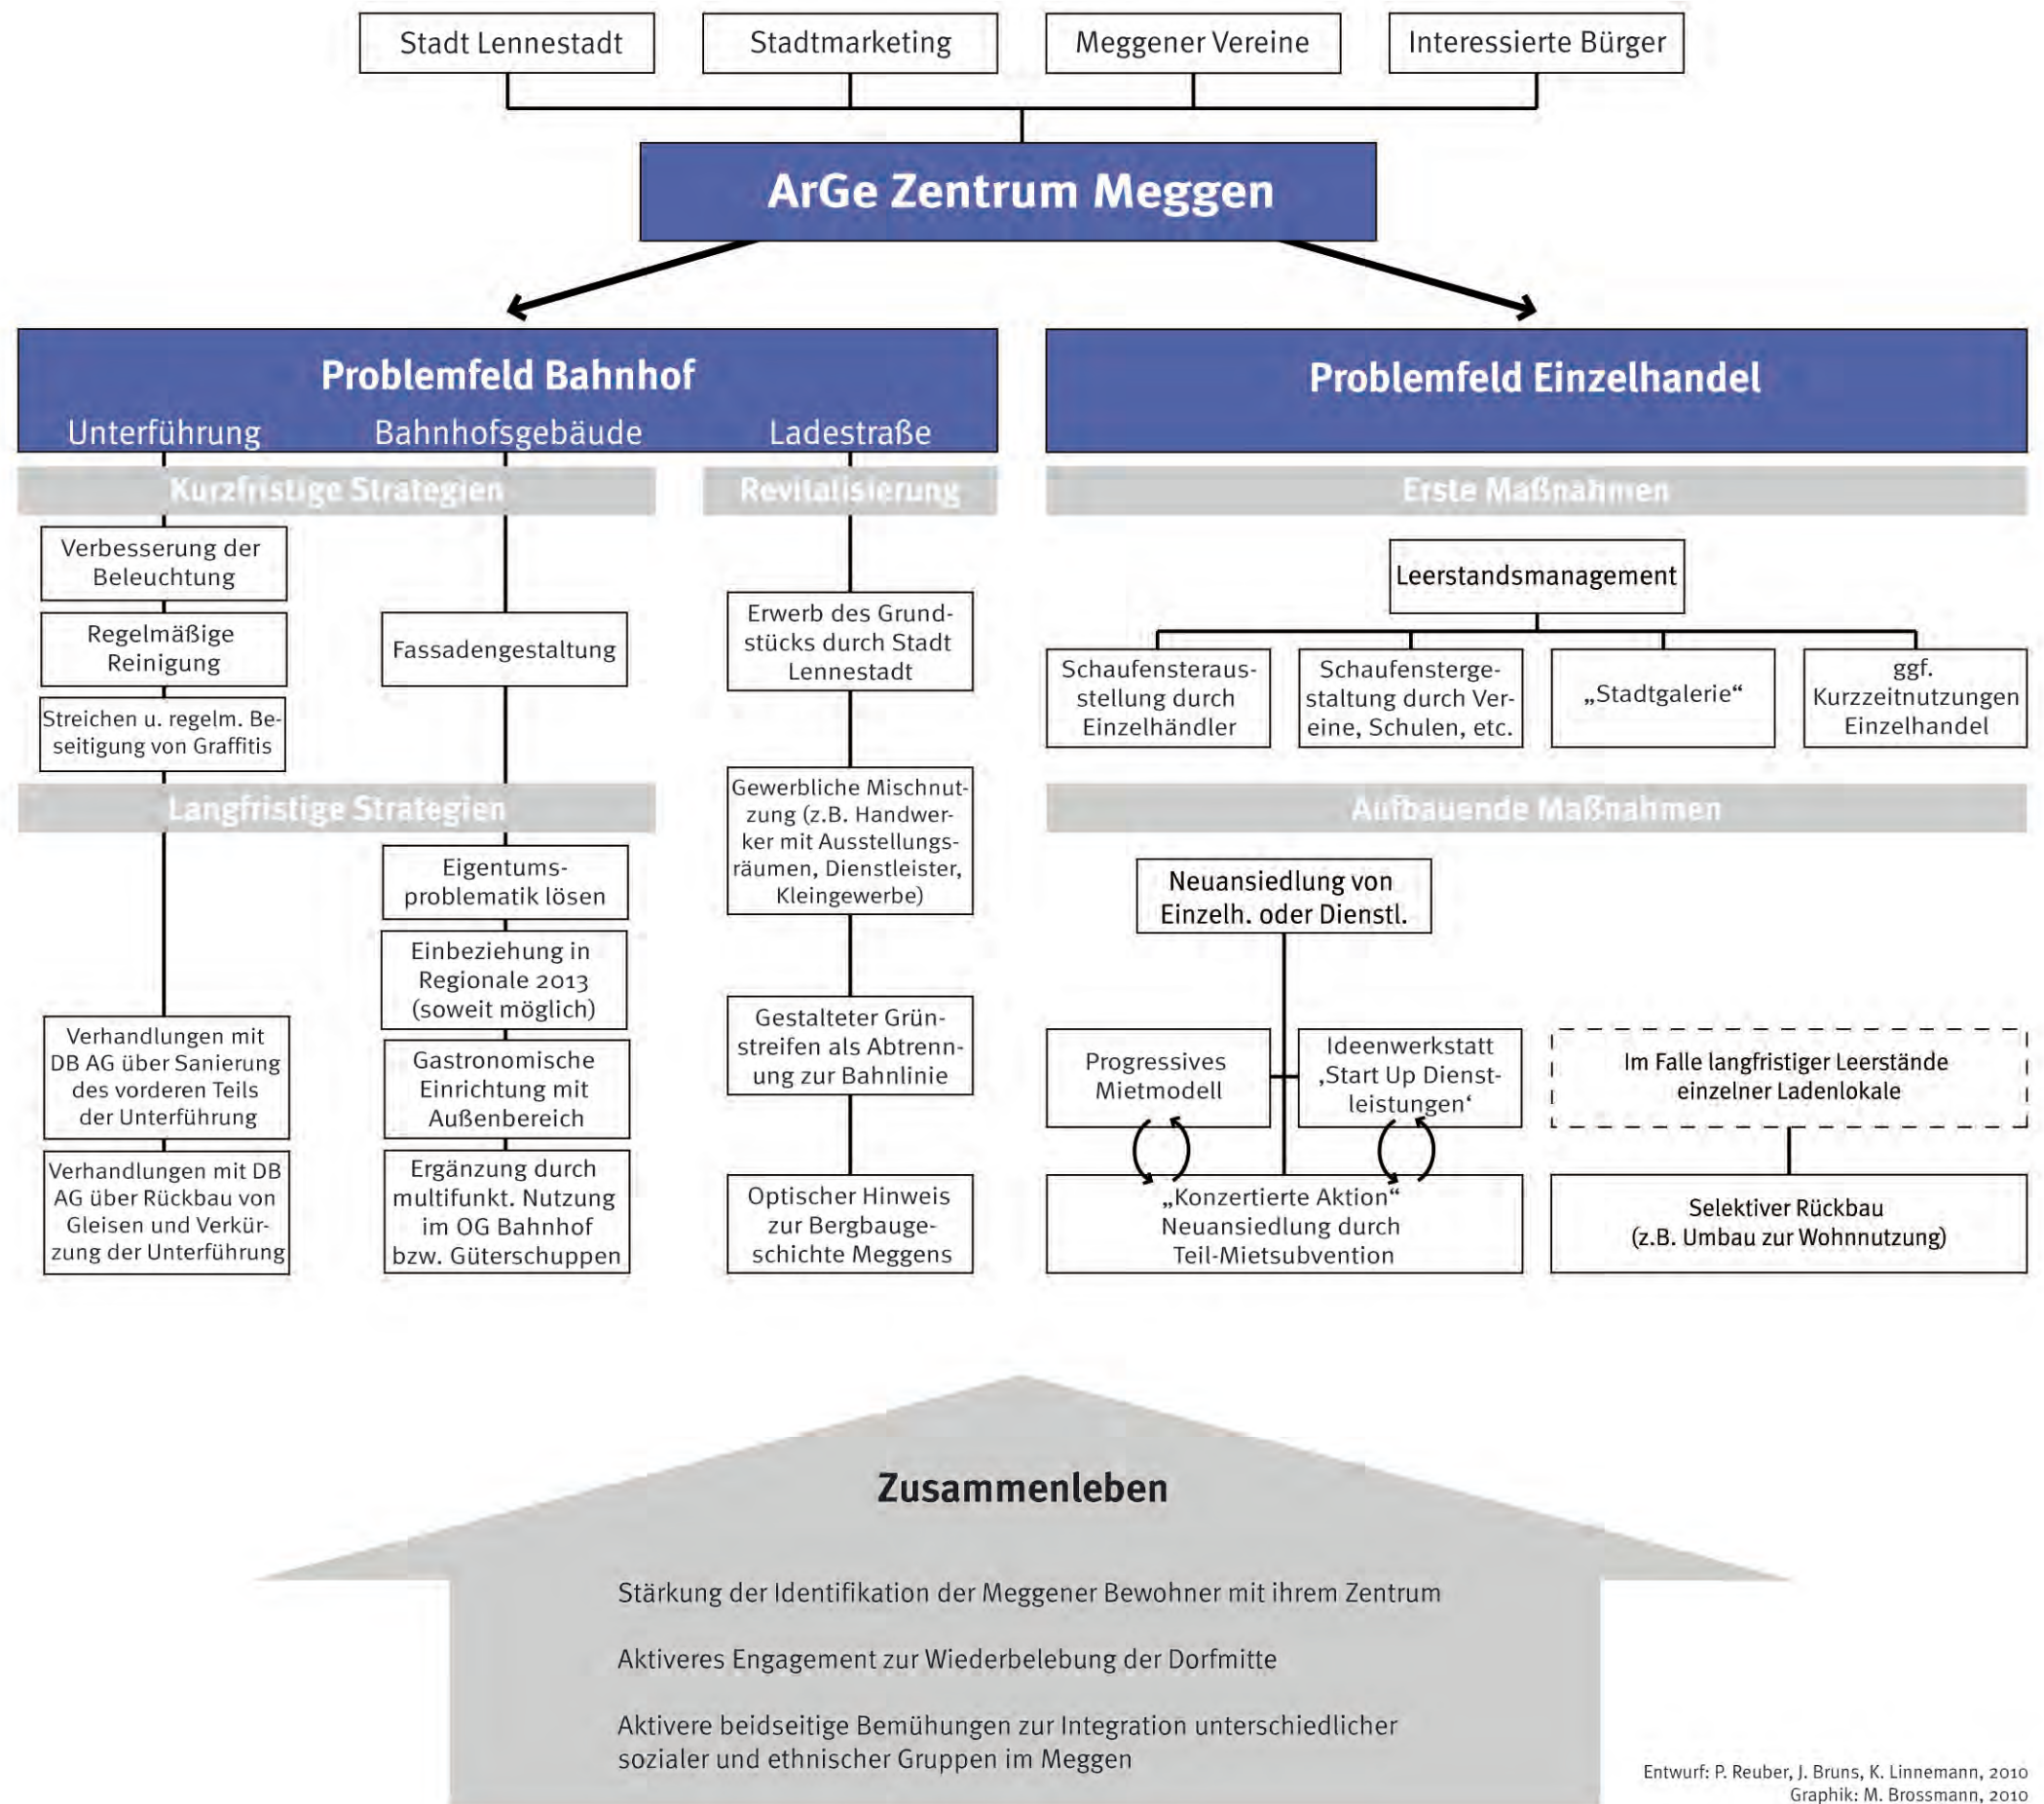 Stadt Lennestadt
Stadtmarketing
Meggener Vereine
Interessierte Bürger
ArGe Zentrum Meggen
Problemfeld Bahnhof
Unterführung
Bahnhofsgebäude
Ladestraße
Kurzfristige Strategien
Verbesserung der
Beleuchtung
Regelmäßige
Reinigung
Streichen u. regelm. Be-
seitigung von Graffitis
Fassadengestaltung
Langfristige Strategien
Verhandlungen mit
DB AG über Sanierung
des vorderen Teils
der Unterführung
Verhandlungen mit DB
AG über Rückbau von
Gleisen und Verkür-
zung der Unterführung
Eigentums-
problematik lösen
Einbeziehung in
Regionale 2013
(soweit möglich)
Gastronomische
Einrichtung mit
Außenbereich
Ergänzung durch
multifunkt. Nutzung
im OG Bahnhof
bzw. Güterschuppen
Revitalisierung
Erwerb des Grund-
stücks durch Stadt
Lennestadt
Gewerbliche Mischnut-
zung (z.B. Handwer-
ker mit Ausstellungs-
räumen, Dienstleister,
Kleingewerbe)
Gestalteter Grün-
streifen als Abtrenn-
ung zur Bahnlinie
Optischer Hinweis
zur Bergbauge-
schichte Meggens
Problemfeld Einzelhandel
Erste Maßnahmen
Leerstandsmanagement
Schaufensteraus-
stellung durch
Einzelhändler
Schaufensterge-
staltung durch Ver-
eine, Schulen, etc.
„Stadtgalerie“
ggf.
Kurzzeitnutzungen
Einzelhandel
Aufbauende Maßnahmen
Neuansiedlung von
Einzelh. oder Dienstl.
Progressives
Mietmodell
Ideenwerkstatt
‚Start Up Dienst-
leistungen‘
„Konzertierte Aktion“
Neuansiedlung durch
Teil-Mietsubvention
Im Falle langfristiger Leerstände
einzelner Ladenlokale
Selektiver Rückbau
(z.B. Umbau zur Wohnnutzung)
Zusammenleben
Stärkung der Identifikation der Meggener Bewohner mit ihrem Zentrum
Aktiveres Engagement zur Wiederbelebung der Dorfmitte
Aktivere beidseitige Bemühungen zur Integration unterschiedlicher
sozialer und ethnischer Gruppen im Meggen
Entwurf: P. Reuber, J. Bruns, K. Linnemann, 2010
Graphik: M. Brossmann, 2010